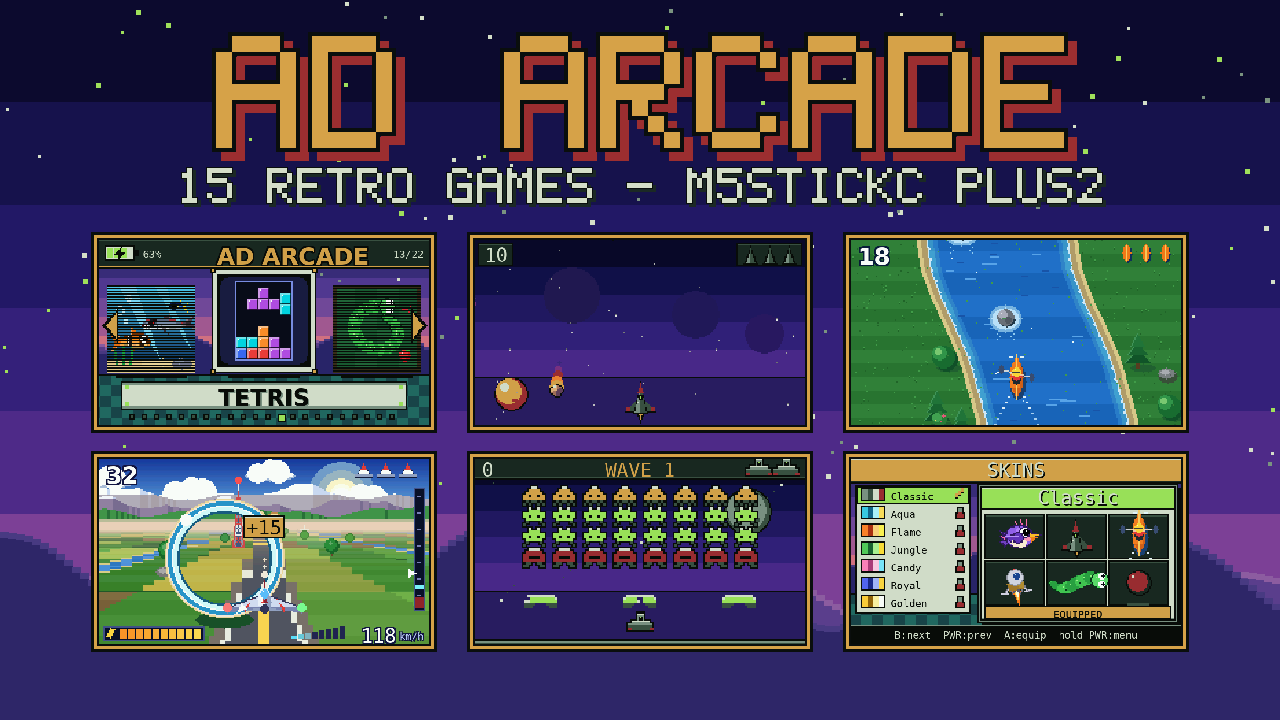 AD ARCADE
15 RETRO GAMES - M5STICKC PLUS2
63%
AD ARCADE
13/22
TETRIS
10
18
32
+15
118 km/h
0
WAVE 1
SKINS
Classic
Aqua
Flame
Jungle
Candy
Royal
Golden
Classic
EQUIPPED
B:next PWR:prev A:equip hold PWR:menu